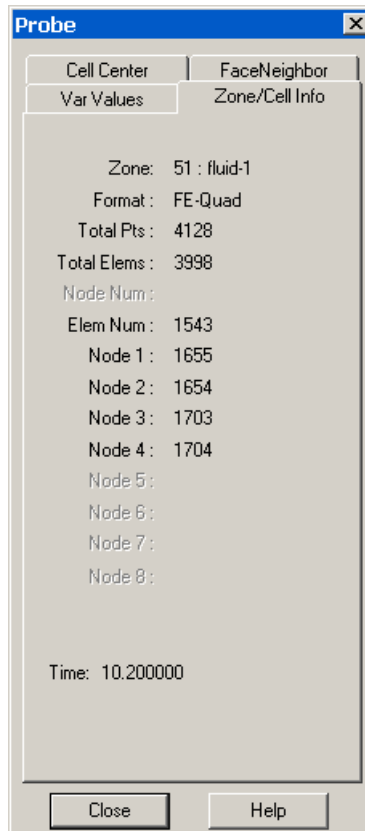 Probe
Cell Center FaceNeighbor
Var Values Zone/Cell Info
Zone: 51 : fluid-1
Format : FE-Quad
Total Pts : 4128
Total Elems : 3998
Node Num :
Elem Num : 1543
Node 1 : 1655
Node 2 : 1654
Node 3 : 1703
Node 4 : 1704
Node 5 :
Node 6 :
Node 7 :
Node 8 :
Time: 10.200000
Close Help